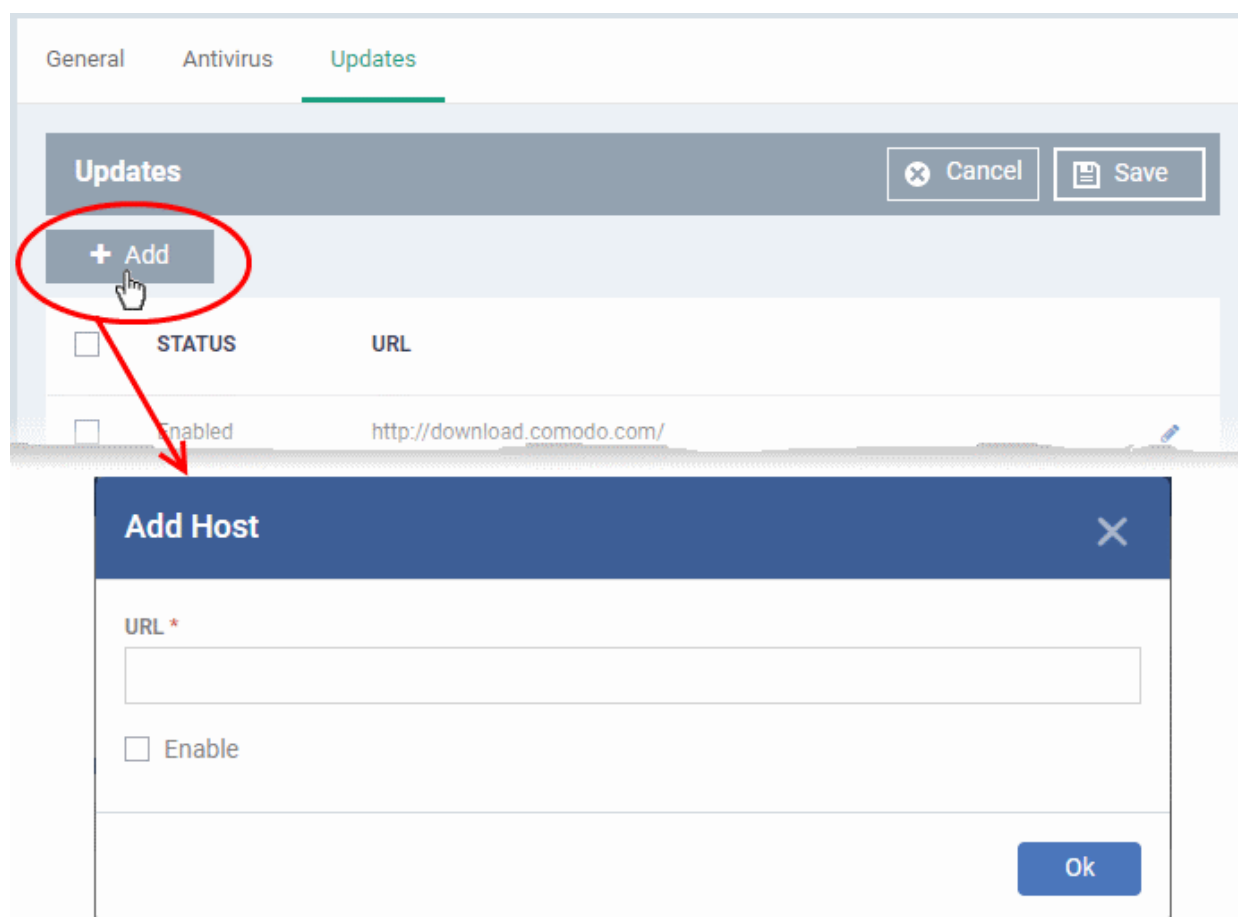 General Antivirus Updates
Updates Cancel Save
+ Add
STATUS URL
Enabled http://download.comodo.com/
Add Host
URL *
Enable
Ok